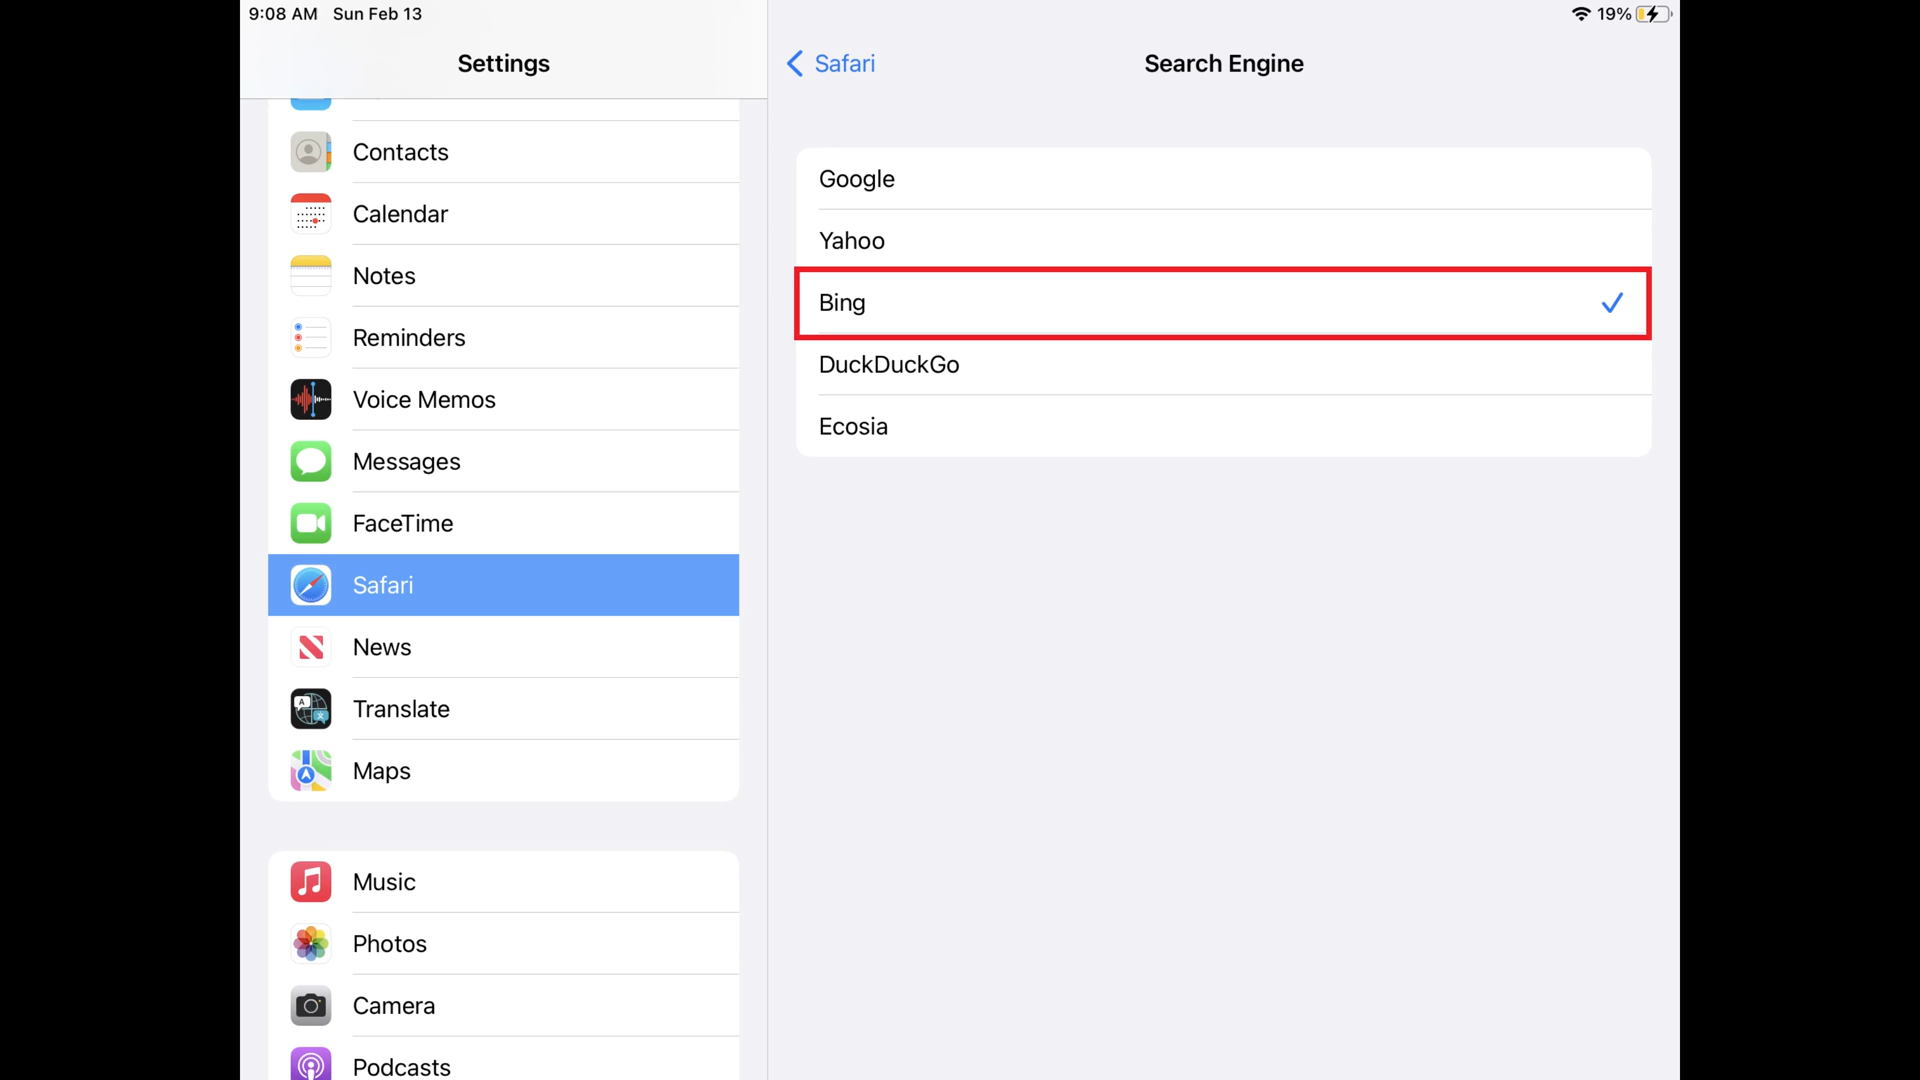 9:08 AM Sun Feb 13
19%
Settings
Contacts
Calendar
Notes
Reminders
Voice Memos
Messages
FaceTime
Safari
News
Translate
Maps
Music
Photos
Camera
Podcasts
Safari
Search Engine
Google
Yahoo
Bing
DuckDuckGo
Ecosia